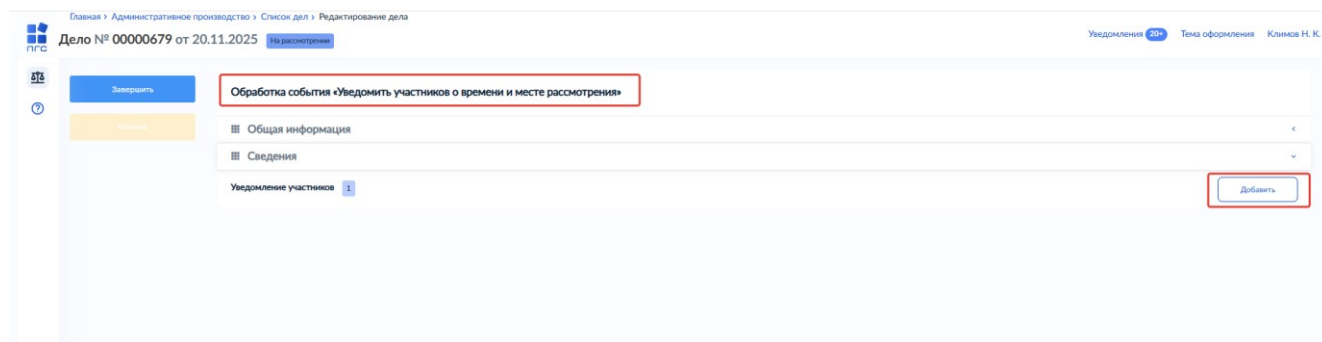 Главная › Административное производство › Список дел › Редактирование дела
Дело № 00000679 от 20.11.2025 На рассмотрении
Уведомления 20+ Тема оформления Климов Н. К.
ПГС
Завершить
Обработка события «Уведомить участников о времени и месте рассмотрения»
Общая информация
Сведения
Уведомление участников 1
Добавить